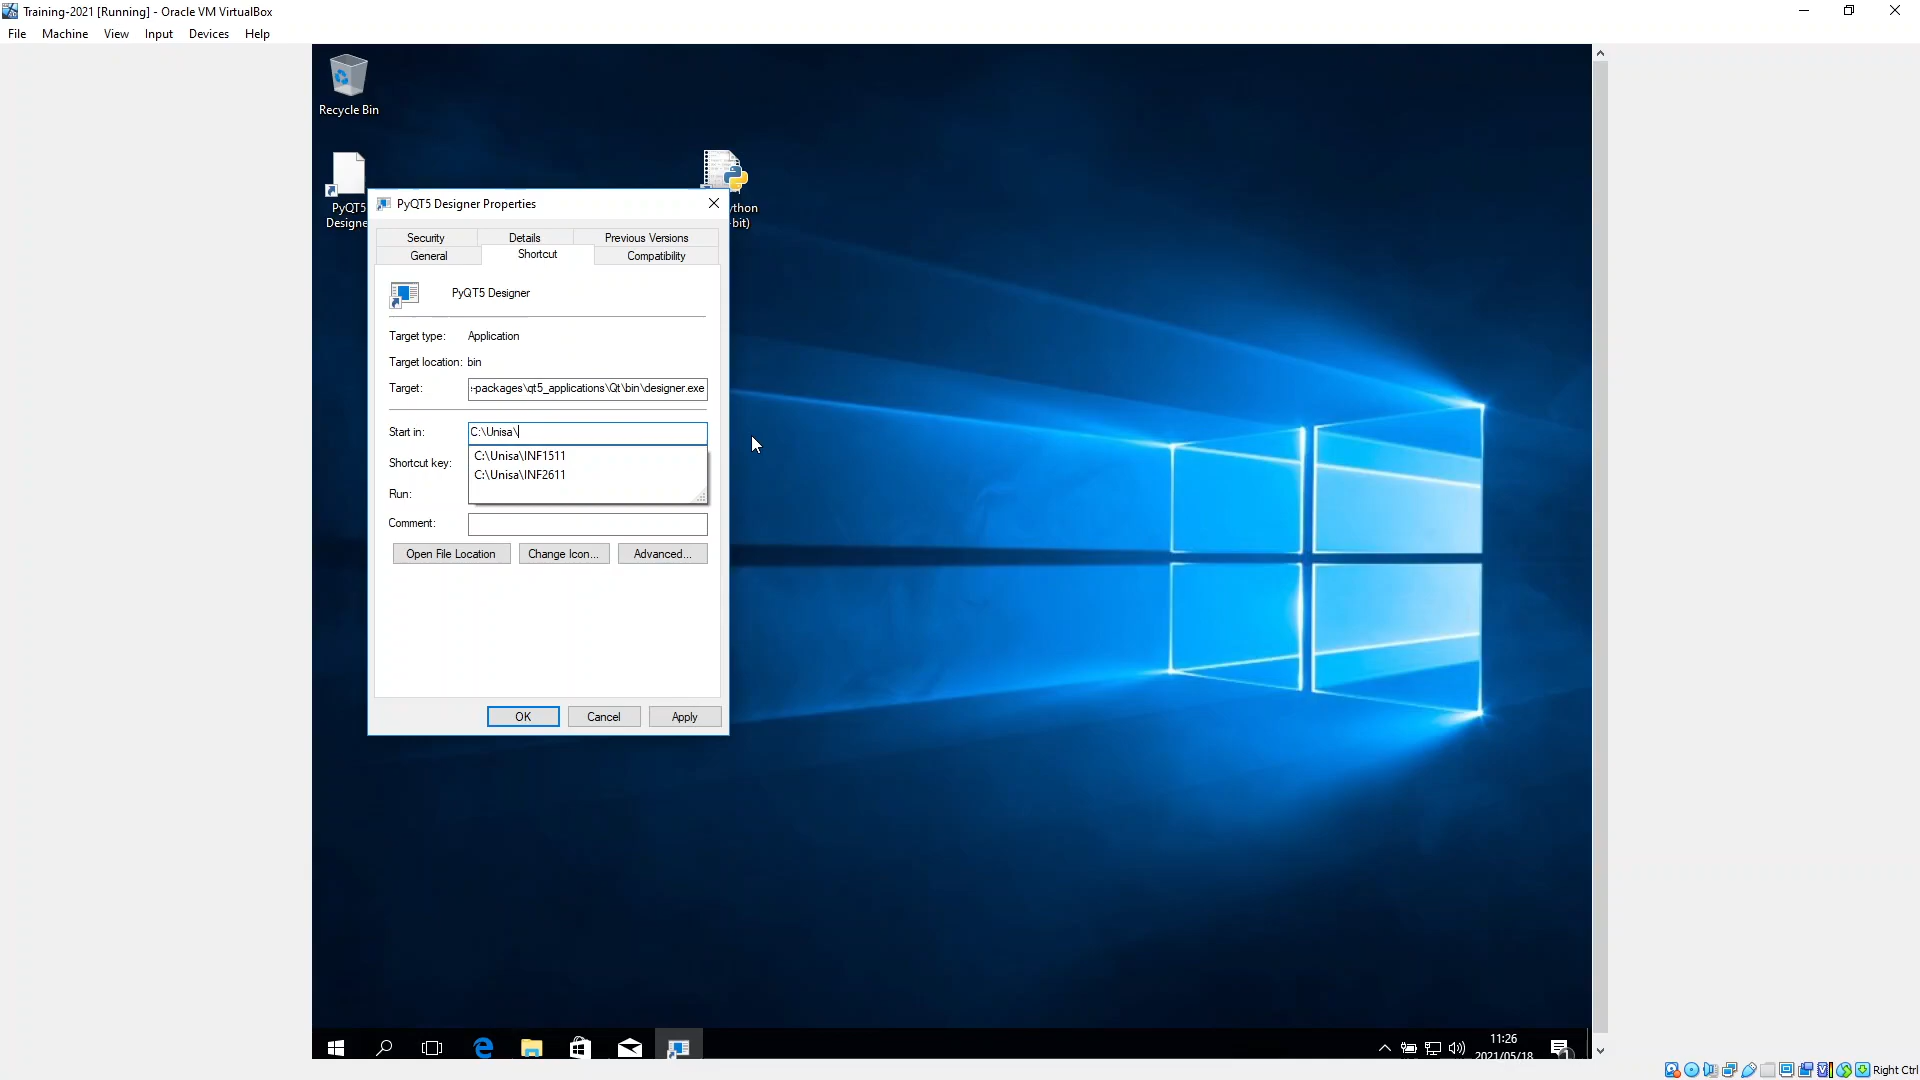 Training-2021 [Running] - Oracle VM VirtualBox
File Machine View Input Devices Help
Recycle Bin
PyQT5
Designe
ython
-bit)
PyQT5 Designer Properties
Security Details Previous Versions
General Shortcut Compatibility
PyQT5 Designer
Target type: Application
Target location: bin
Target: -packages\qt5_applications\Qt\bin\designer.exe
Start in: C:\Unisa\
C:\Unisa\INF1511
Shortcut key:
C:\Unisa\INF2611
Run:
Comment:
Open File Location Change Icon... Advanced...
OK Cancel Apply
11:26
2021/05/18
1
Right Ctrl